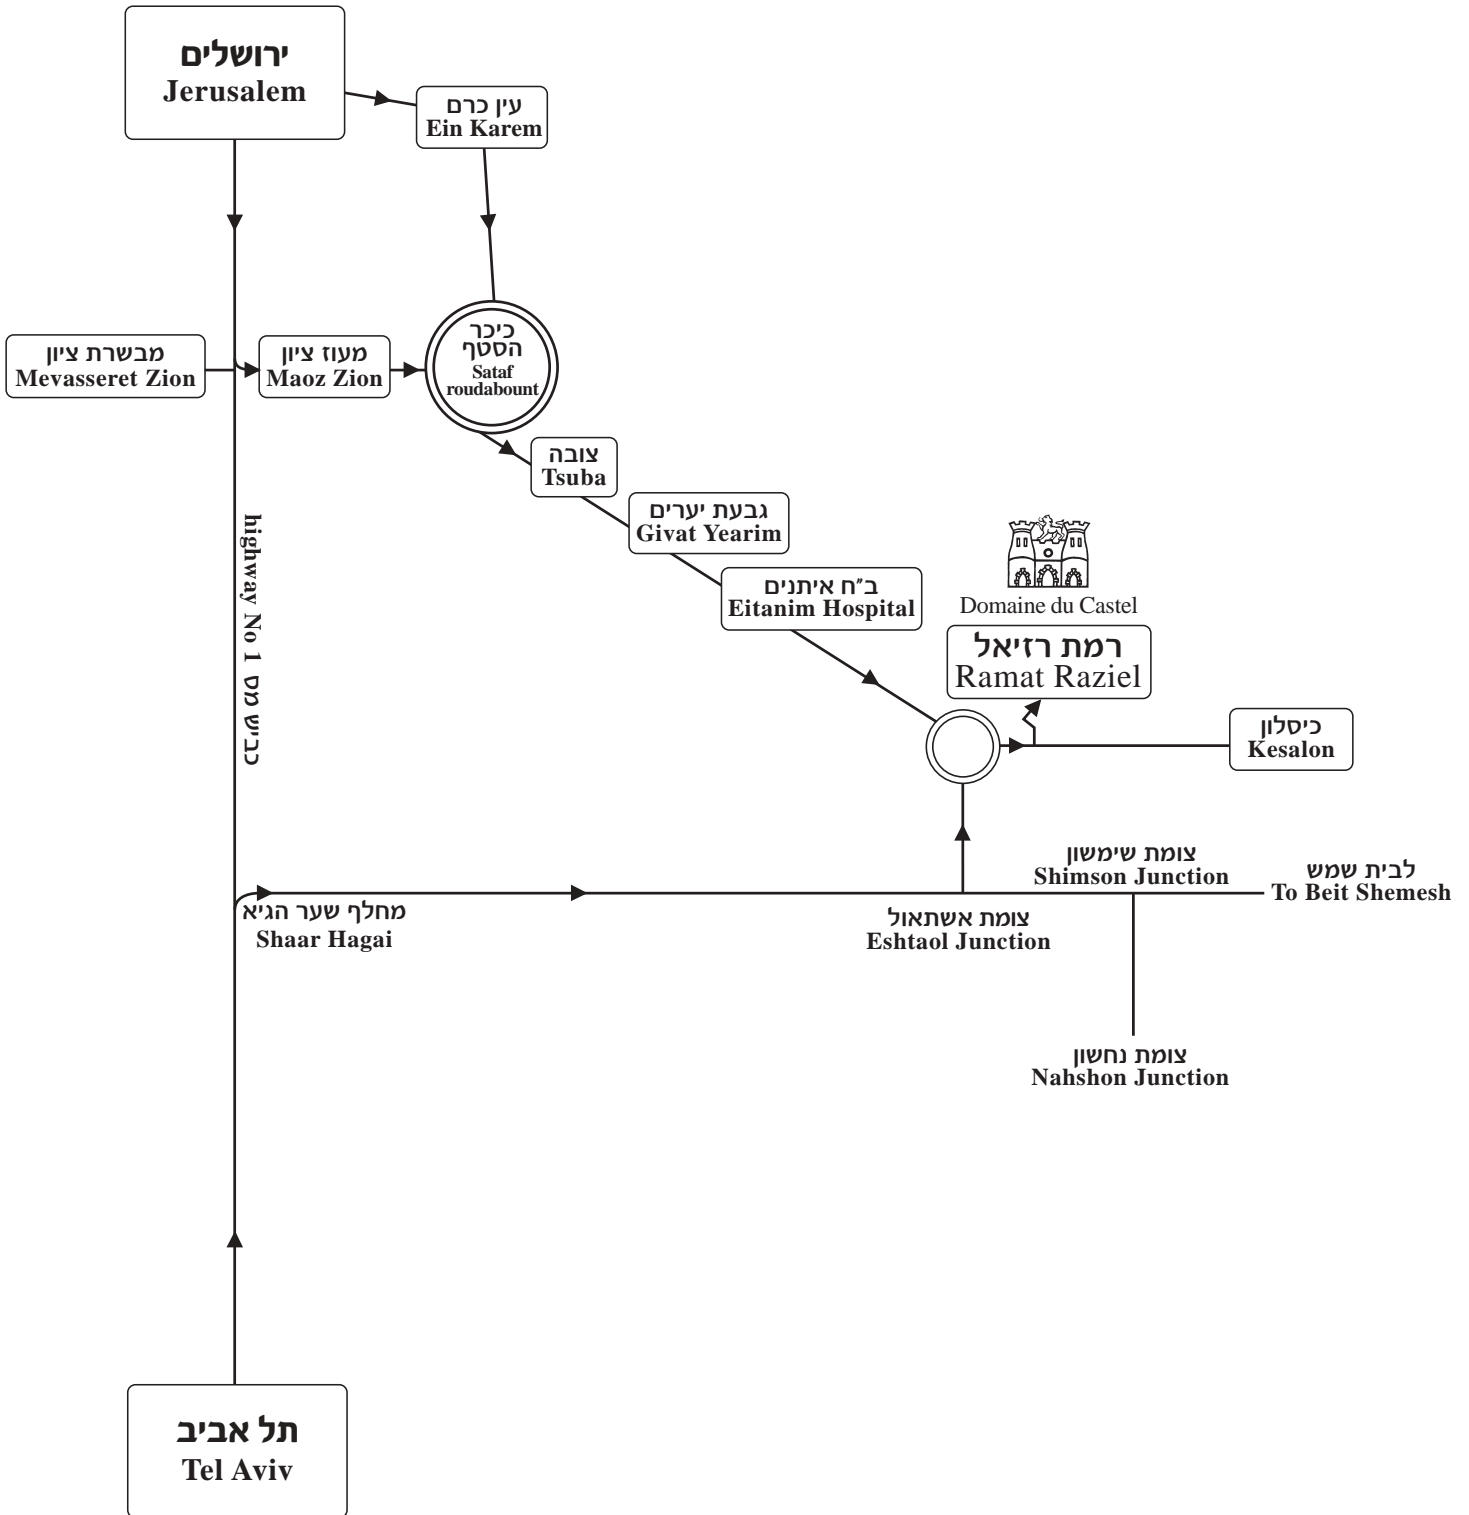 ירושלים
Jerusalem
עין כרם
Ein Karem
מבשרת ציון
Mevasseret Zion
מעוז ציון
Maoz Zion
כיכר
הסטף
Sataf
roudabount
צובה
Tsuba
גבעת יערים
Givat Yearim
ב״ח איתנים
Eitanim Hospital
Domaine du Castel
רמת רזיאל
Ramat Raziel
כיסלון
Kesalon
highway No 1 כביש מס
צומת שימשון
Shimson Junction
לבית שמש
To Beit Shemesh
מחלף שער הגיא
Shaar Hagai
צומת אשתאול
Eshtaol Junction
צומת נחשון
Nahshon Junction
תל אביב
Tel Aviv